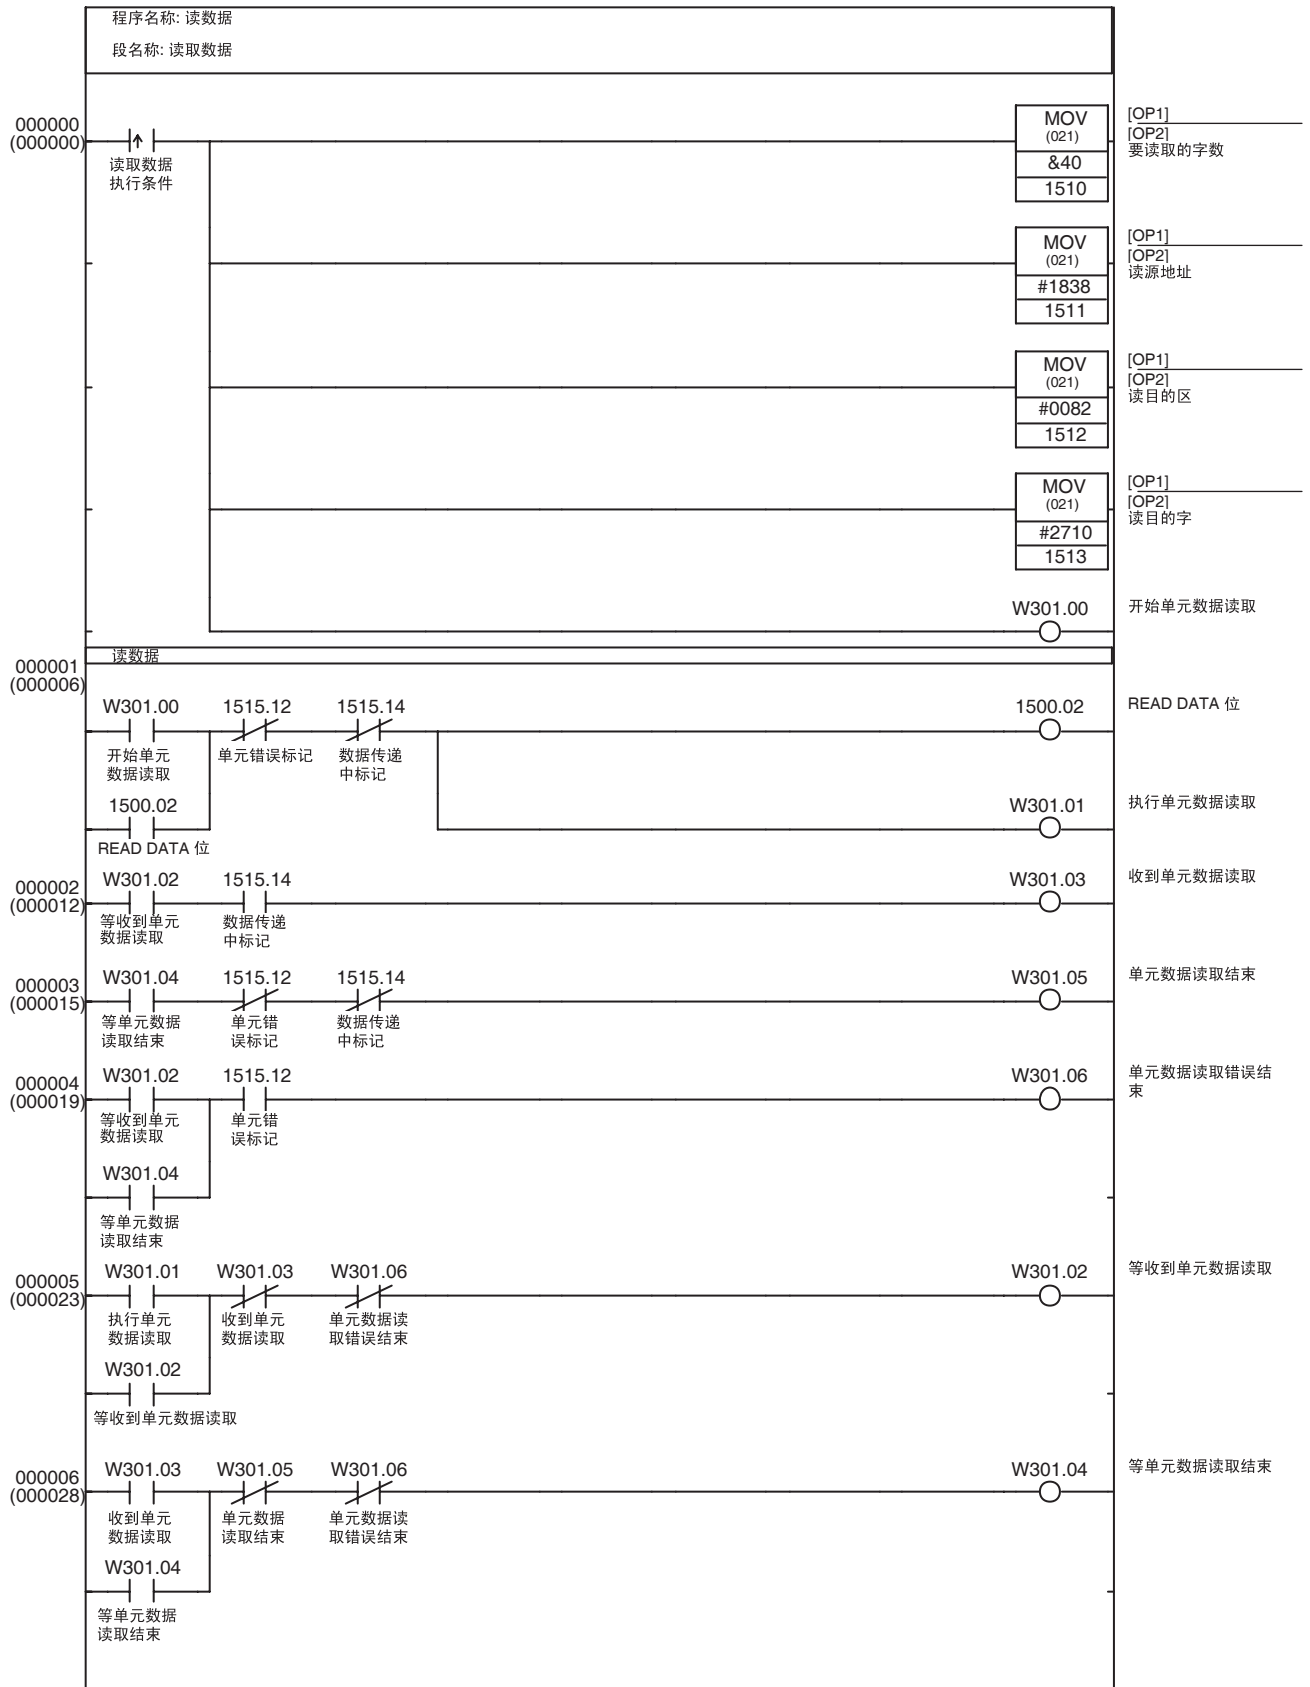 程序名称: 读数据
段名称: 读取数据
000000
(000000)
读取数据
执行条件
MOV
(021)
&40
1510
[OP1]
[OP2]
要读取的字数
MOV
(021)
#1838
1511
[OP1]
[OP2]
读源地址
MOV
(021)
#0082
1512
[OP1]
[OP2]
读目的区
MOV
(021)
#2710
1513
[OP1]
[OP2]
读目的字
W301.00
开始单元数据读取
读数据
000001
(000006)
W301.00 1515.12 1515.14 1500.02
READ DATA 位
开始单元
数据读取
单元错误标记
数据传递
中标记
1500.02
READ DATA 位
W301.01
执行单元数据读取
000002
(000012)
W301.02 1515.14 W301.03
收到单元数据读取
等收到单元
数据读取
数据传递
中标记
000003
(000015)
W301.04 1515.12 1515.14 W301.05
单元数据读取结束
等单元数据
读取结束
单元错
误标记
数据传递
中标记
000004
(000019)
W301.02 1515.12 W301.06
单元数据读取错误结
束
等收到单元
数据读取
单元错
误标记
W301.04
等单元数据
读取结束
000005
(000023)
W301.01 W301.03 W301.06 W301.02
等收到单元数据读取
执行单元
数据读取
收到单元
数据读取
单元数据读
取错误结束
W301.02
等收到单元数据读取
000006
(000028)
W301.03 W301.05 W301.06 W301.04
等单元数据读取结束
收到单元
数据读取
单元数据
读取结束
单元数据读
取错误结束
W301.04
等单元数据
读取结束